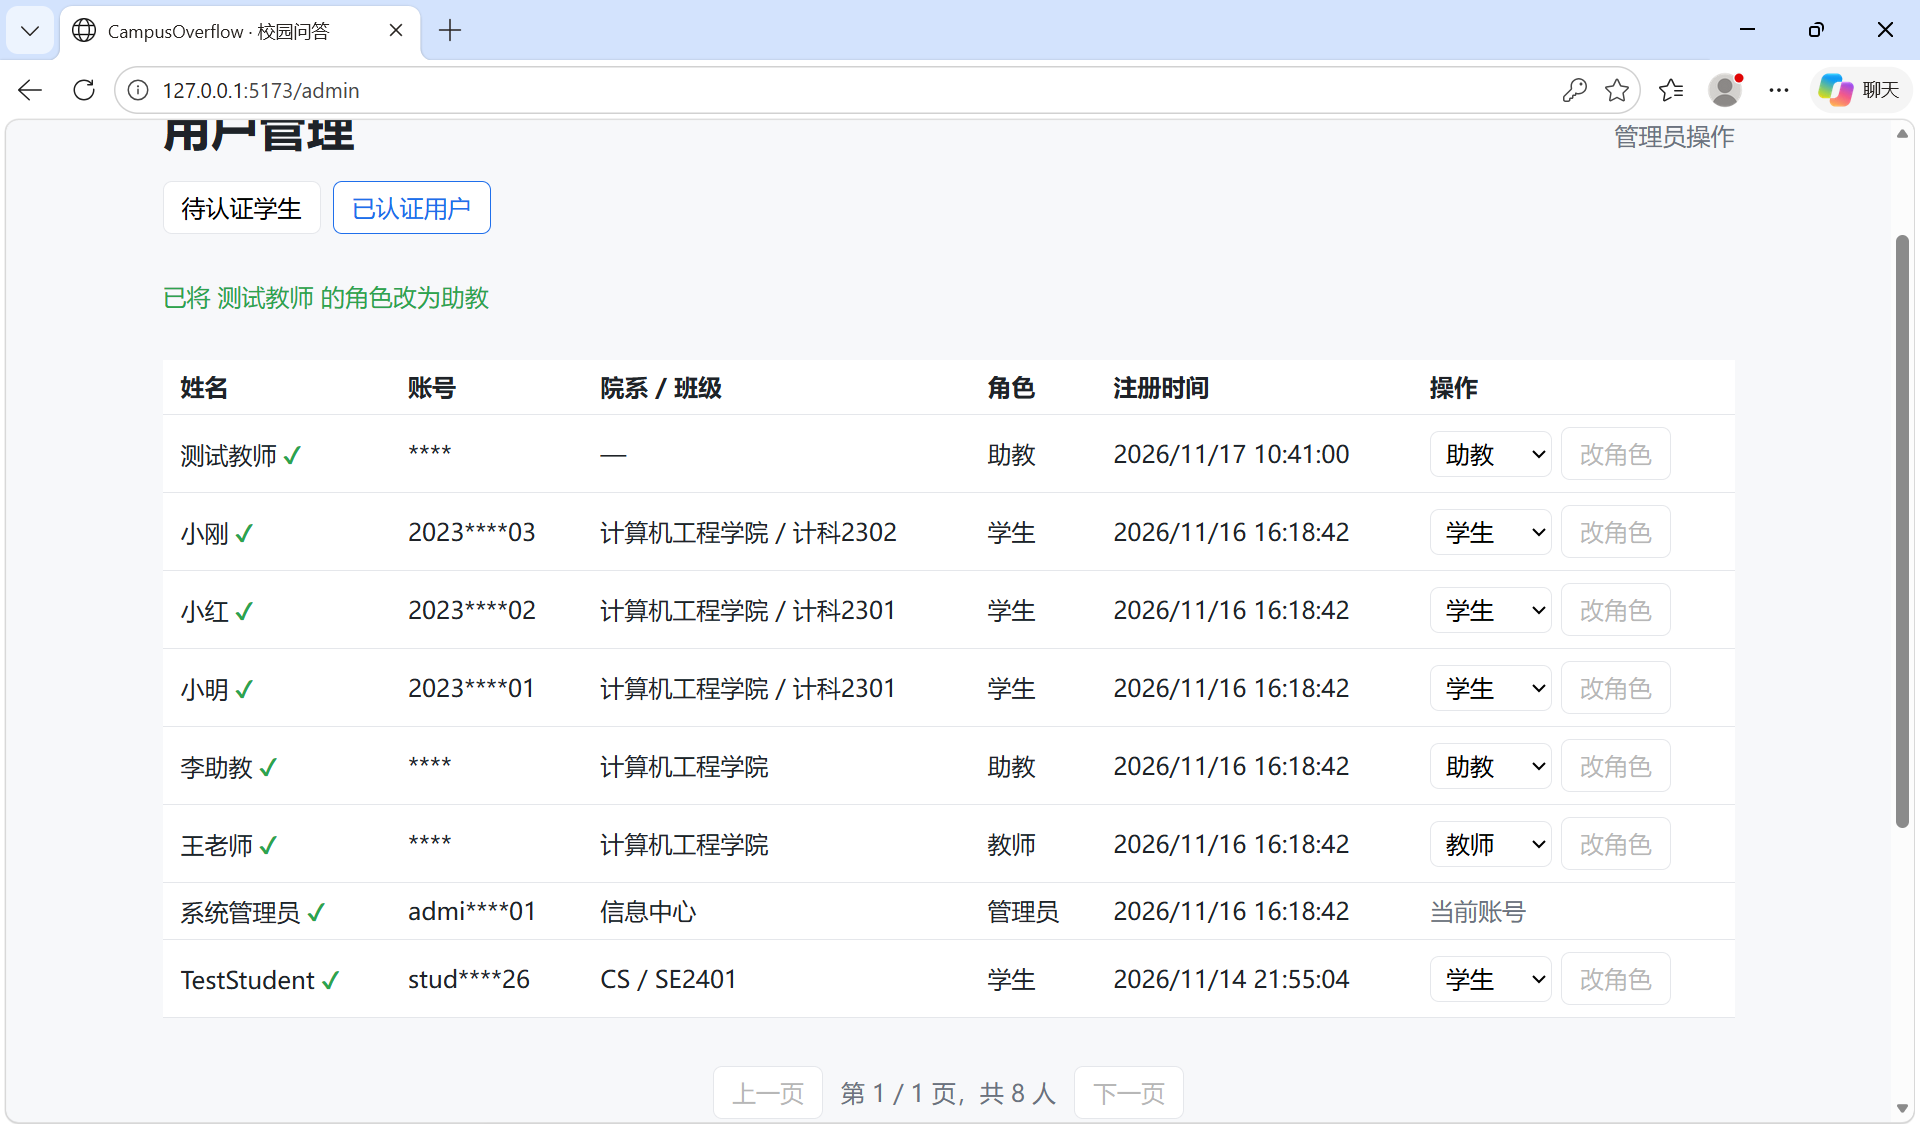 CampusOverflow · 校园问答
127.0.0.1:5173/admin
聊天
用户管理
管理员操作
待认证学生 已认证用户
已将 测试教师 的角色改为助教
姓名 账号 院系 / 班级 角色 注册时间 操作
测试教师 ✓ **** — 助教 2026/11/17 10:41:00 助教 改角色
小刚 ✓ 2023****03 计算机工程学院 / 计科2302 学生 2026/11/16 16:18:42 学生 改角色
小红 ✓ 2023****02 计算机工程学院 / 计科2301 学生 2026/11/16 16:18:42 学生 改角色
小明 ✓ 2023****01 计算机工程学院 / 计科2301 学生 2026/11/16 16:18:42 学生 改角色
李助教 ✓ **** 计算机工程学院 助教 2026/11/16 16:18:42 助教 改角色
王老师 ✓ **** 计算机工程学院 教师 2026/11/16 16:18:42 教师 改角色
系统管理员 ✓ admi****01 信息中心 管理员 2026/11/16 16:18:42 当前账号
TestStudent ✓ stud****26 CS / SE2401 学生 2026/11/14 21:55:04 学生 改角色
上一页 第 1 / 1 页，共 8 人 下一页